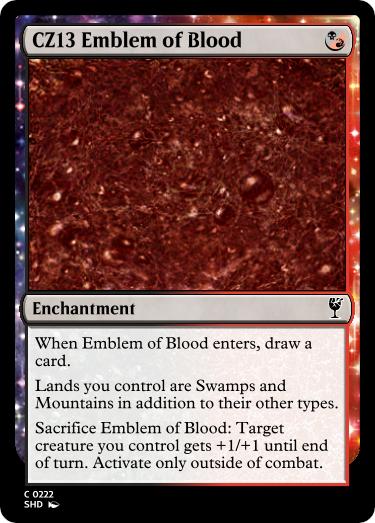 CZ13 Emblem of Blood
Enchantment
When Emblem of Blood enters, draw a
card.
Lands you control are Swamps and
Mountains in addition to their other types.
Sacrifice Emblem of Blood: Target
creature you control gets +1/+1 until end
of turn. Activate only outside of combat.
C 0222
SHD